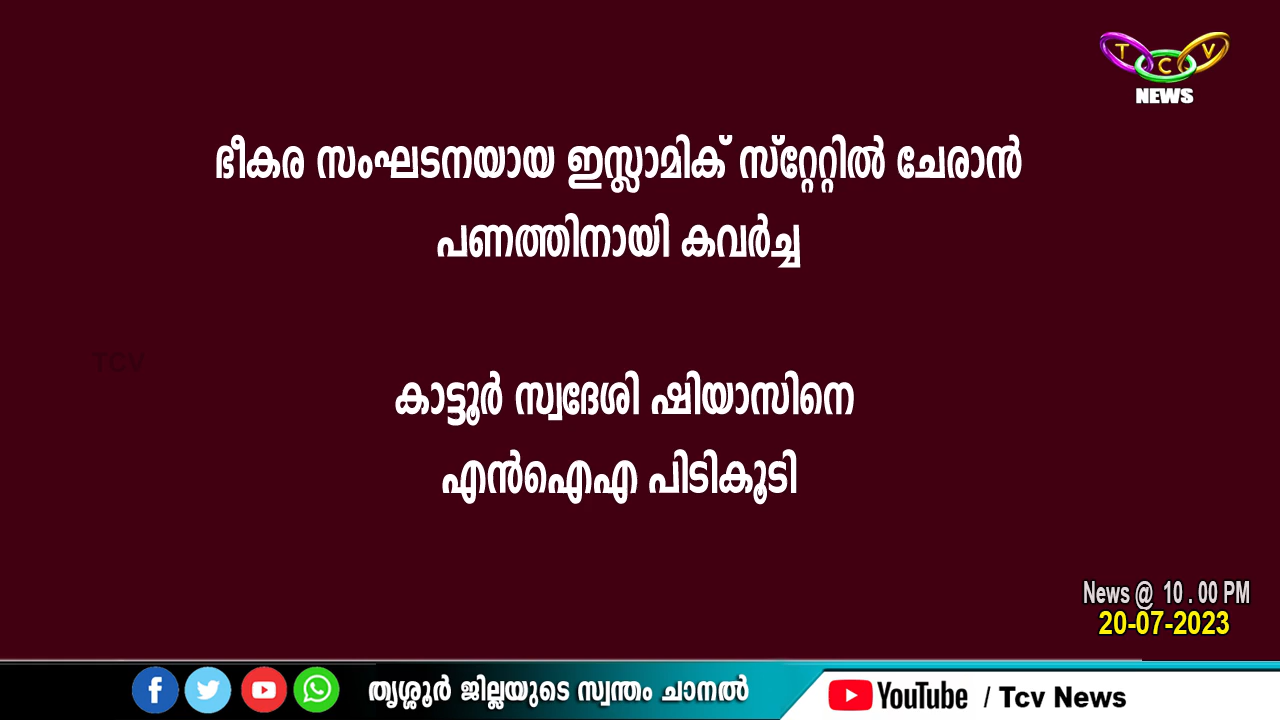 T C V
NEWS
ഭീകര സംഘടനയായ ഇസ്ലാമിക് സ്റ്റേറ്റിൽ ചേരാൻ
പണത്തിനായി കവർച്ച
TCV
കാട്ടൂർ സ്വദേശി ഷിയാസിനെ
എൻഐഎ പിടികൂടി
News @ 10 . 00 PM
20-07-2023
തൃശ്ശൂർ ജില്ലയുടെ സ്വന്തം ചാനൽ
YouTube / Tcv News